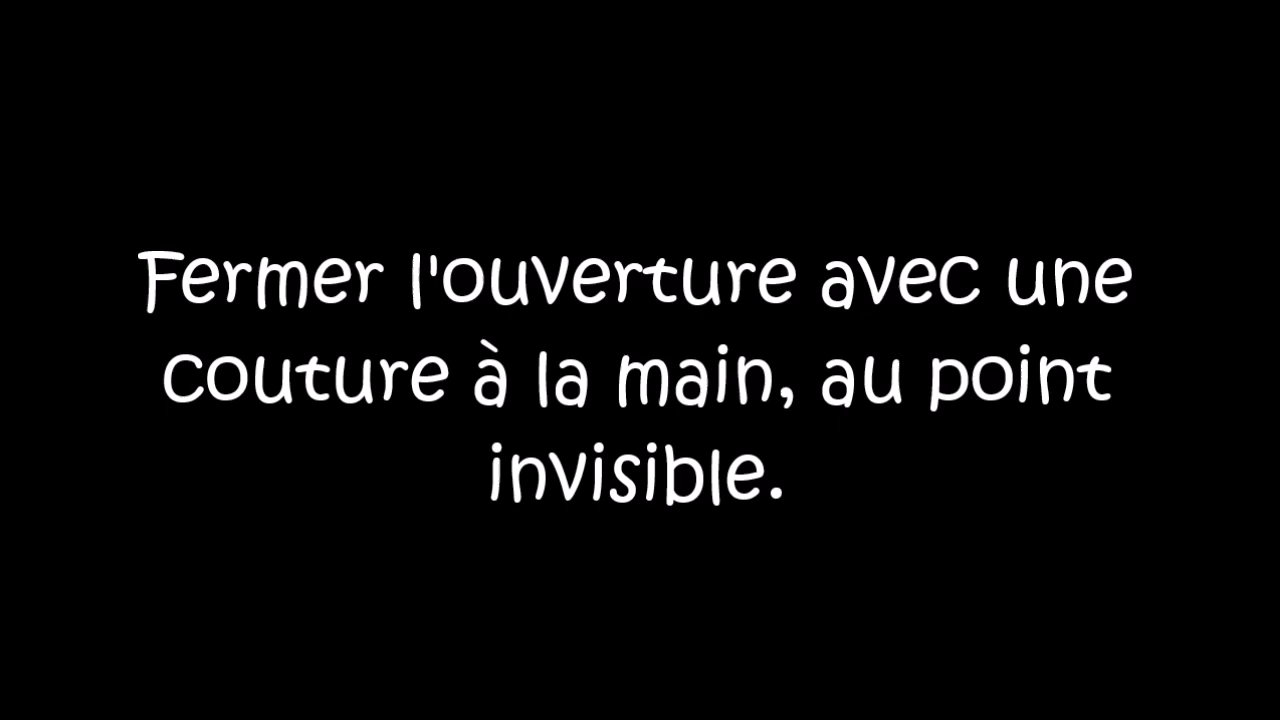 Fermer l'ouverture avec une
couture à la main, au point
invisible.